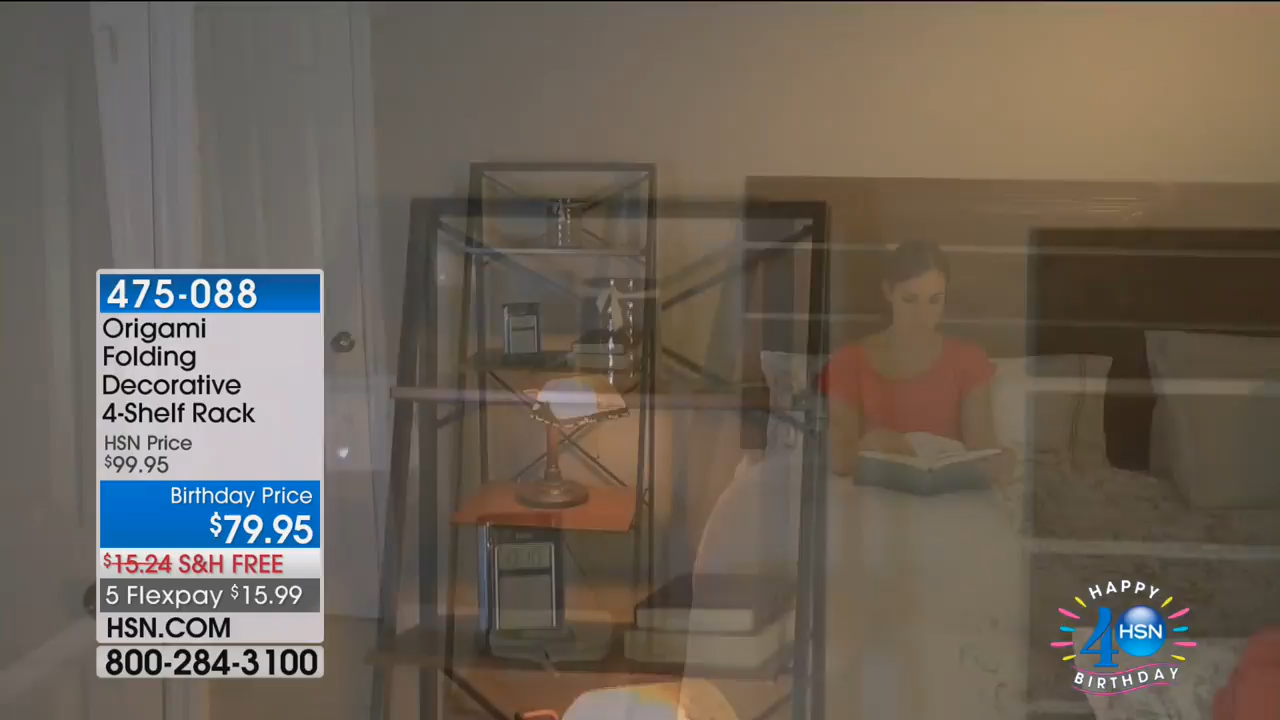 475-088
Origami
Folding
Decorative
4-Shelf Rack
HSN Price
$99.95
Birthday Price
$79.95
$15.24 S&H FREE
5 Flexpay $15.99
HSN.COM
800-284-3100
HAPPY
40
HSN
BIRTHDAY